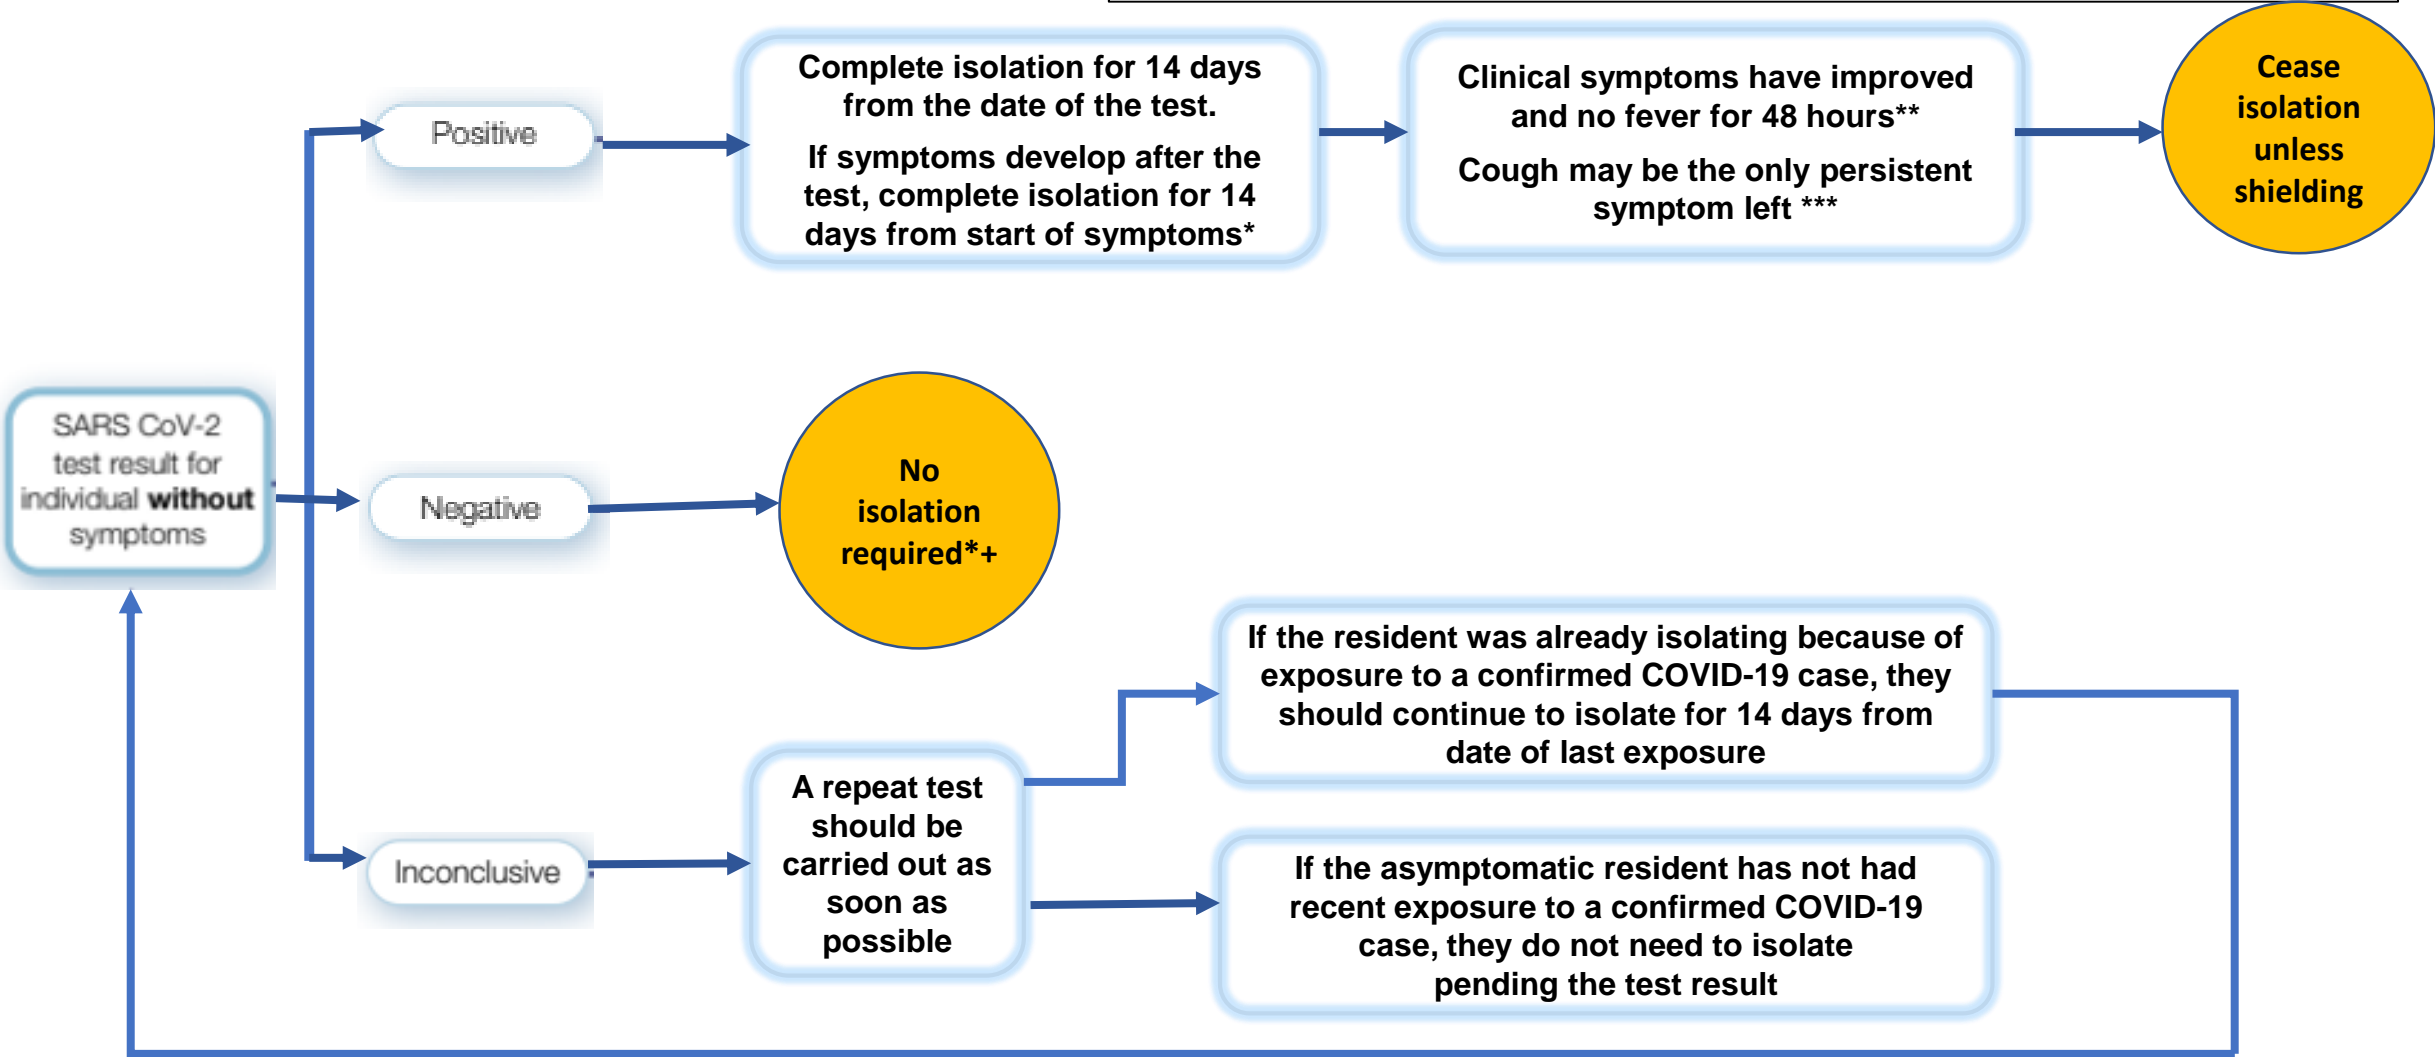 SARS CoV-2
test result for
individual without
symptoms
Positive
Complete isolation for 14 days
from the date of the test.
If symptoms develop after the
test, complete isolation for 14
days from start of symptoms*
Clinical symptoms have improved
and no fever for 48 hours**
Cough may be the only persistent
symptom left ***
Cease
isolation
unless
shielding
Negative
No
isolation
required*+
Inconclusive
A repeat test
should be
carried out as
soon as
possible
If the resident was already isolating because of
exposure to a confirmed COVID-19 case, they
should continue to isolate for 14 days from
date of last exposure
If the asymptomatic resident has not had
recent exposure to a confirmed COVID-19
case, they do not need to isolate
pending the test result